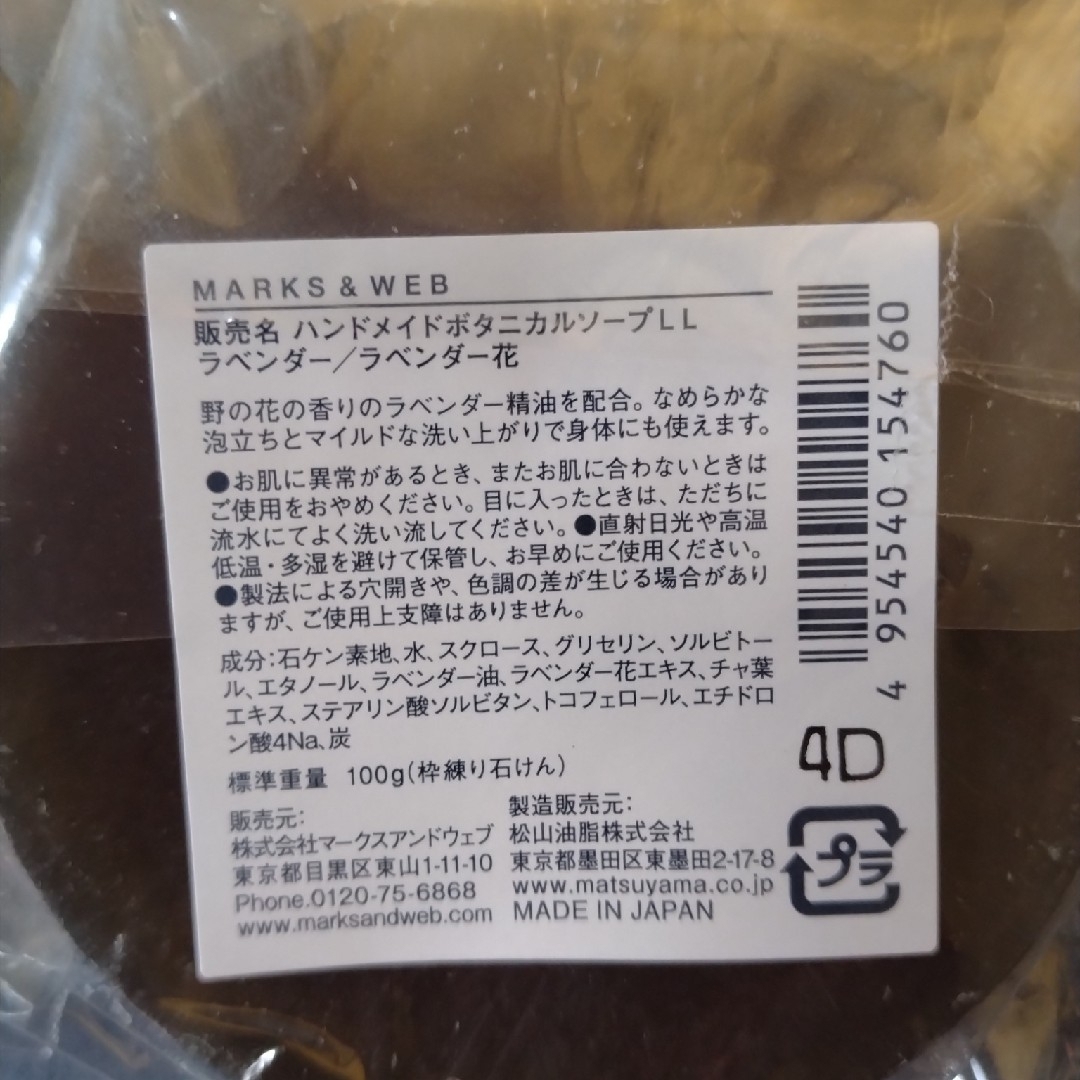 MARKS & WEB
販売名 ハンドメイドボタニカルソープLL
ラベンダー／ラベンダー花
野の花の香りのラベンダー精油を配合。なめらかな
泡立ちとマイルドな洗い上がりで身体にも使えます。
●お肌に異常があるとき、またお肌に合わないときは
ご使用をおやめください。目に入ったときは、ただちに
流水にてよく洗い流してください。●直射日光や高温
低温・多湿を避けて保管し、お早めにご使用ください。
●製法による穴開きや、色調の差が生じる場合があり
ますが、ご使用上支障はありません。
成分：石ケン素地、水、スクロース、グリセリン、ソルビトー
ル、エタノール、ラベンダー油、ラベンダー花エキス、チャ葉
エキス、ステアリン酸ソルビタン、トコフェロール、エチドロ
ン酸4Na、炭
標準重量 100g（枠練り石けん）
販売元：
株式会社マークスアンドウェブ
東京都目黒区東山1-11-10
Phone.0120-75-6868
www.marksandweb.com
製造販売元：
松山油脂株式会社
東京都墨田区東墨田2-17-8
www.matsuyama.co.jp
MADE IN JAPAN
4 954540 154760
4D
プラ